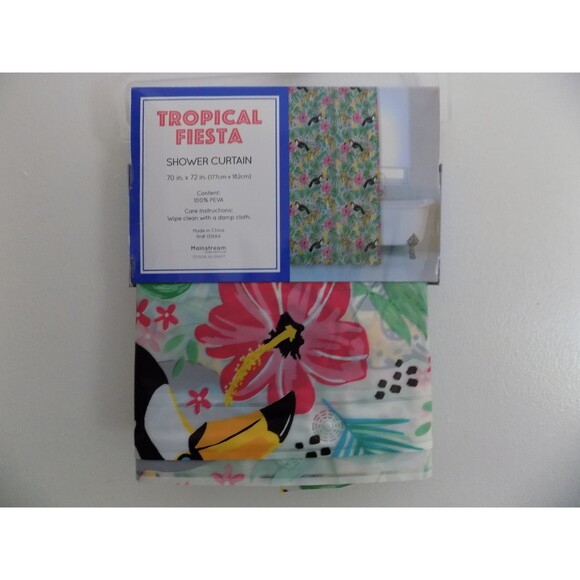 TROPICAL
FIESTA
SHOWER CURTAIN
70 in. x 72 in. (177cm x 182cm)
Content:
100% PEVA
Care Instructions:
Wipe clean with a damp cloth.
Made in China
Mainstream